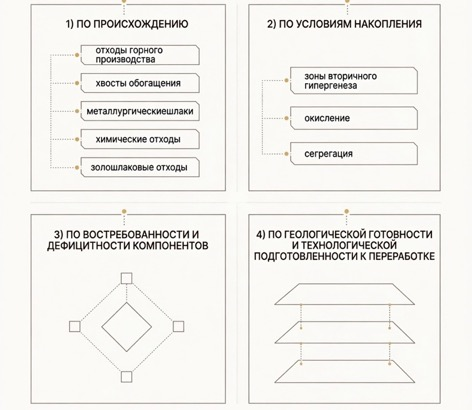 1) ПО ПРОИСХОЖДЕНИЮ
отходы горного
производства
хвосты обогащения
металлургическиешлаки
химические отходы
золошлаковые отходы
2) ПО УСЛОВИЯМ НАКОПЛЕНИЯ
зоны вторичного
гипергенеза
окисление
сегрегация
3) ПО ВОСТРЕБОВАННОСТИ И
ДЕФИЦИТНОСТИ КОМПОНЕНТОВ
4) ПО ГЕОЛОГИЧЕСКОЙ ГОТОВНОСТИ
И ТЕХНОЛОГИЧЕСКОЙ
ПОДГОТОВЛЕННОСТИ К ПЕРЕРАБОТКЕ